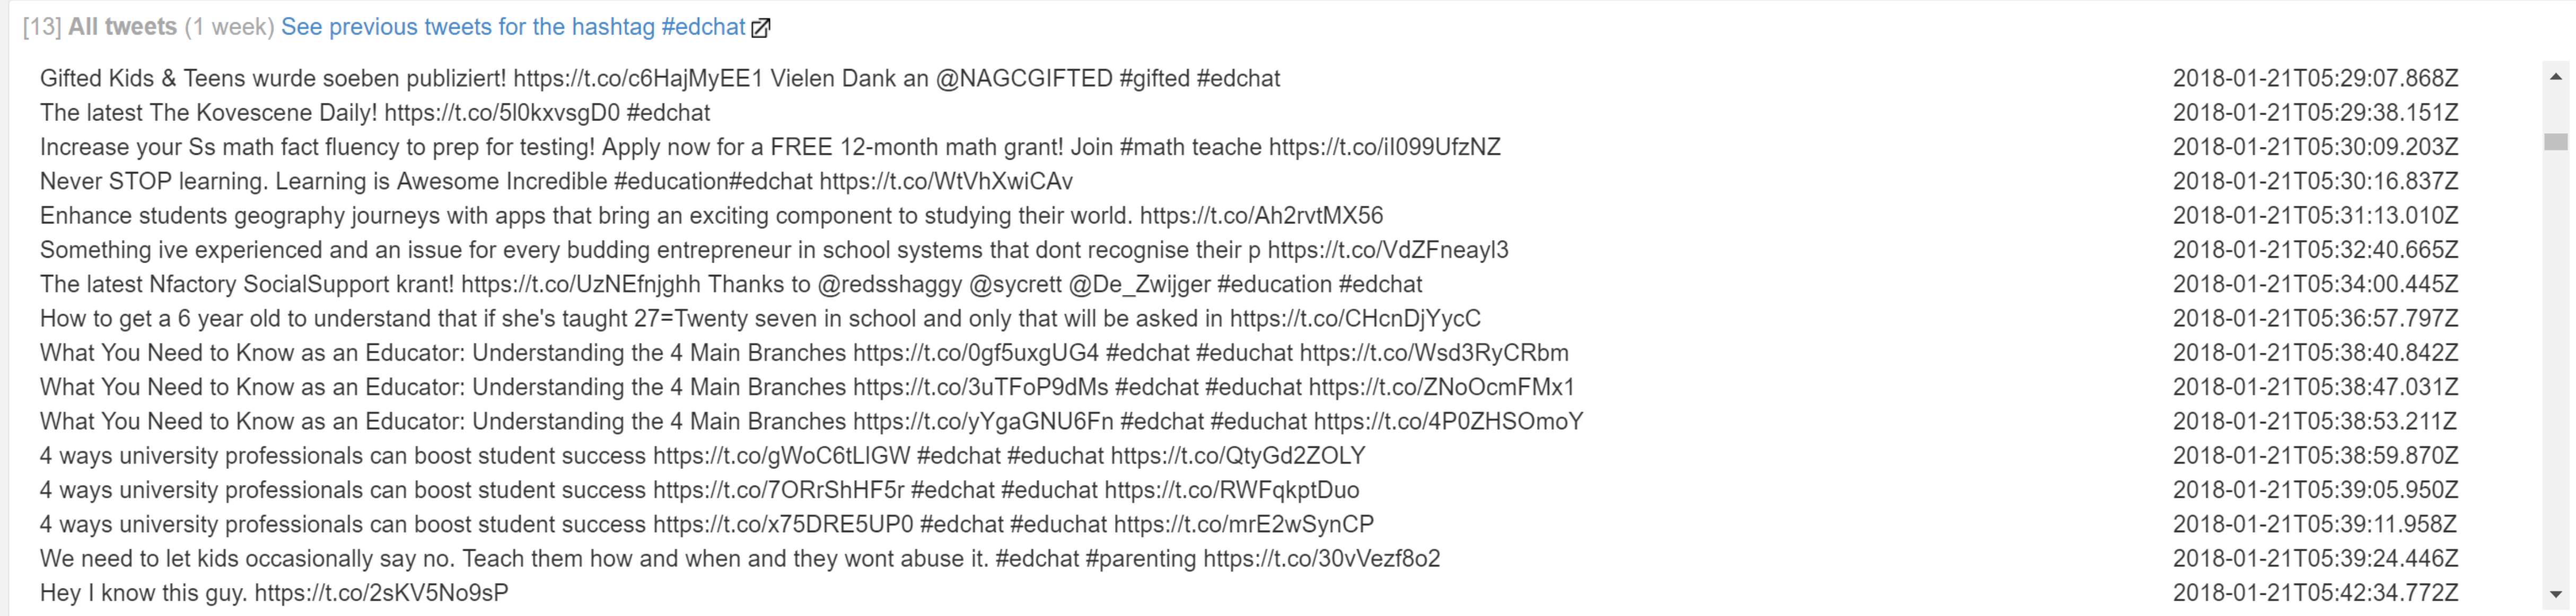 [13] All tweets (1 week) See previous tweets for the hashtag #edchat
Gifted Kids & Teens wurde soeben publiziert! https://t.co/c6HajMyEE1 Vielen Dank an @NAGCGIFTED #gifted #edchat 2018-01-21T05:29:07.868Z
The latest The Kovescene Daily! https://t.co/5l0kxvsgD0 #edchat 2018-01-21T05:29:38.151Z
Increase your Ss math fact fluency to prep for testing! Apply now for a FREE 12-month math grant! Join #math teache https://t.co/iI099UfzNZ 2018-01-21T05:30:09.203Z
Never STOP learning. Learning is Awesome Incredible #education#edchat https://t.co/WtVhXwiCAv 2018-01-21T05:30:16.837Z
Enhance students geography journeys with apps that bring an exciting component to studying their world. https://t.co/Ah2rvtMX56 2018-01-21T05:31:13.010Z
Something ive experienced and an issue for every budding entrepreneur in school systems that dont recognise their p https://t.co/VdZFneayl3 2018-01-21T05:32:40.665Z
The latest Nfactory SocialSupport krant! https://t.co/UzNEfnjghh Thanks to @redsshaggy @sycrett @De_Zwijger #education #edchat 2018-01-21T05:34:00.445Z
How to get a 6 year old to understand that if she's taught 27=Twenty seven in school and only that will be asked in https://t.co/CHcnDjYycC 2018-01-21T05:36:57.797Z
What You Need to Know as an Educator: Understanding the 4 Main Branches https://t.co/0gf5uxgUG4 #edchat #educhat https://t.co/Wsd3RyCRbm 2018-01-21T05:38:40.842Z
What You Need to Know as an Educator: Understanding the 4 Main Branches https://t.co/3uTFoP9dMs #edchat #educhat https://t.co/ZNoOcmFMx1 2018-01-21T05:38:47.031Z
What You Need to Know as an Educator: Understanding the 4 Main Branches https://t.co/yYgaGNU6Fn #edchat #educhat https://t.co/4P0ZHSOmoY 2018-01-21T05:38:53.211Z
4 ways university professionals can boost student success https://t.co/gWoC6tLIGW #edchat #educhat https://t.co/QtyGd2ZOLY 2018-01-21T05:38:59.870Z
4 ways university professionals can boost student success https://t.co/7ORrShHF5r #edchat #educhat https://t.co/RWFqkptDuo 2018-01-21T05:39:05.950Z
4 ways university professionals can boost student success https://t.co/x75DRE5UP0 #edchat #educhat https://t.co/mrE2wSynCP 2018-01-21T05:39:11.958Z
We need to let kids occasionally say no. Teach them how and when and they wont abuse it. #edchat #parenting https://t.co/30vVezf8o2 2018-01-21T05:39:24.446Z
Hey I know this guy. https://t.co/2sKV5No9sP 2018-01-21T05:42:34.772Z